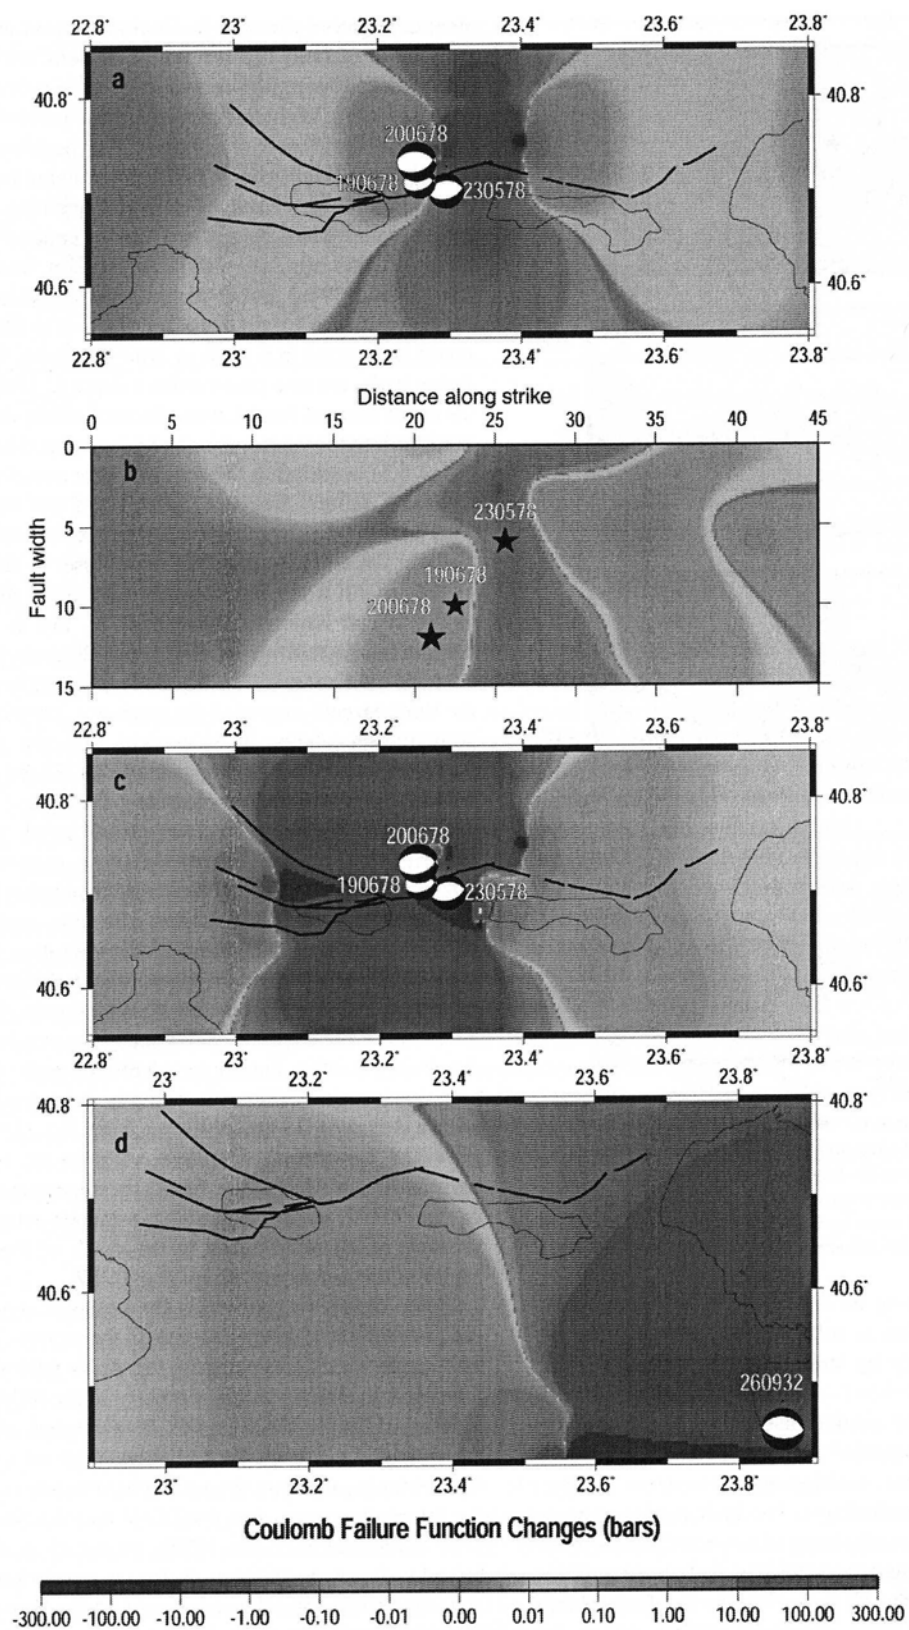 22.8° 23° 23.2° 23.4° 23.6° 23.8°
a
40.8° 40.8°
200678
190678 230578
40.6° 40.6°
22.8° 23° 23.2° 23.4° 23.6° 23.8°
Distance along strike
0 5 10 15 20 25 30 35 40 45
0
b
230578
5
Fault width
190678
10
200678
15
22.8° 23° 23.2° 23.4° 23.6° 23.8°
c
40.8° 40.8°
200678
190678 230578
40.6° 40.6°
22.8° 23° 23.2° 23.4° 23.6° 23.8°
23° 23.2° 23.4° 23.6° 23.8°
40.8° 40.8°
d
40.6° 40.6°
260932
23° 23.2° 23.4° 23.6° 23.8°
Coulomb Failure Function Changes (bars)
-300.00 -100.00 -10.00 -1.00 -0.10 -0.01 0.00 0.01 0.10 1.00 10.00 100.00 300.00